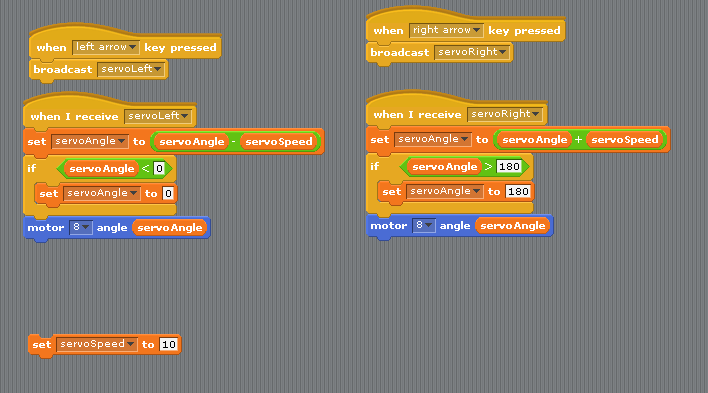 when left arrow key pressed
broadcast servoLeft
when I receive servoLeft
set servoAngle to servoAngle - servoSpeed
if servoAngle < 0
set servoAngle to 0
motor 8 angle servoAngle
set servoSpeed to 10
when right arrow key pressed
broadcast servoRight
when I receive servoRight
set servoAngle to servoAngle + servoSpeed
if servoAngle > 180
set servoAngle to 180
motor 8 angle servoAngle